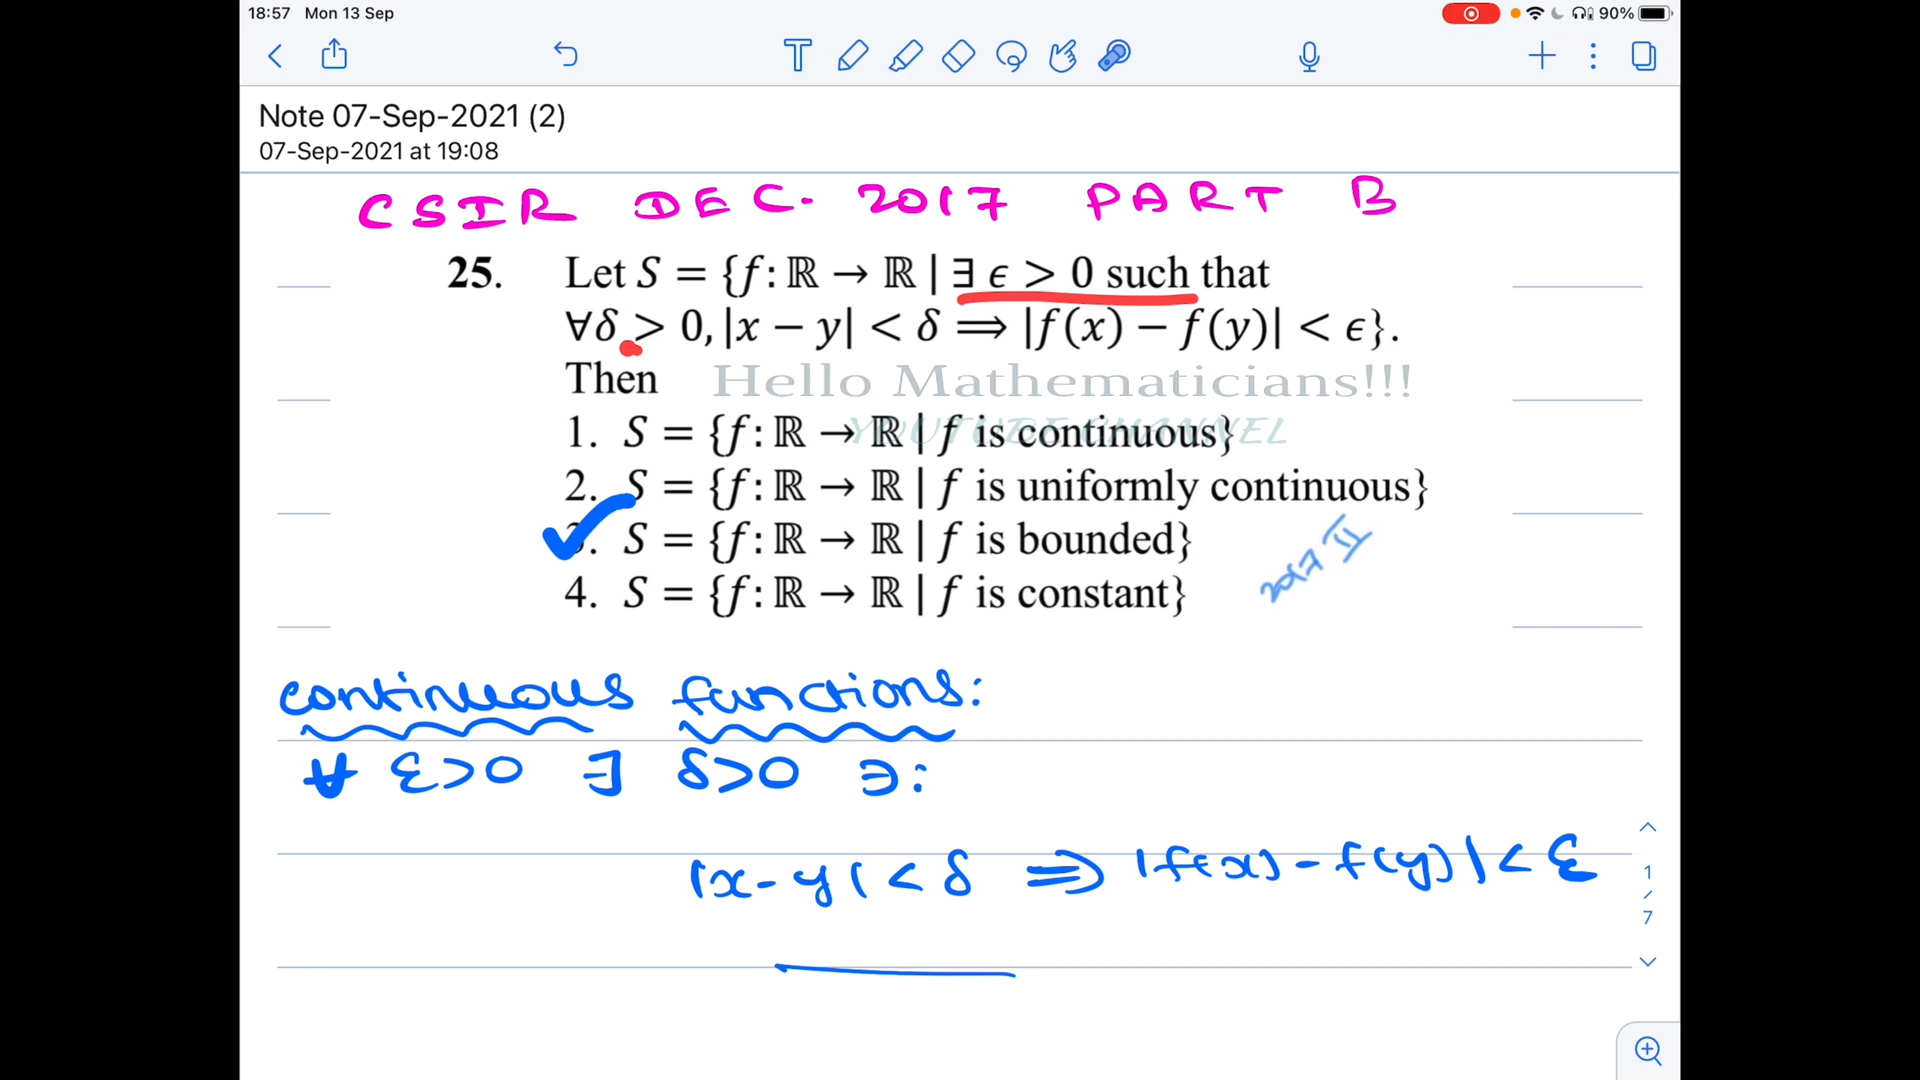 18:57 Mon 13 Sep
90%
Note 07-Sep-2021 (2)
07-Sep-2021 at 19:08
CSIR DEC. 2017 PART B
25. Let S = {f: ℝ → ℝ | ∃ ϵ > 0 such that
∀δ > 0, |x − y| < δ ⟹ |f(x) − f(y)| < ϵ}.
Then
Hello Mathematicians!!!
YOUTUBE CHANNEL
1. S = {f: ℝ → ℝ | f is continuous}
2. S = {f: ℝ → ℝ | f is uniformly continuous}
3. S = {f: ℝ → ℝ | f is bounded}
4. S = {f: ℝ → ℝ | f is constant}
2017 II
continuous functions:
∀ ε>0 ∃ δ>0 ∋:
|x-y|<δ ⟹ |f(x)-f(y)|<ε
1
/
7